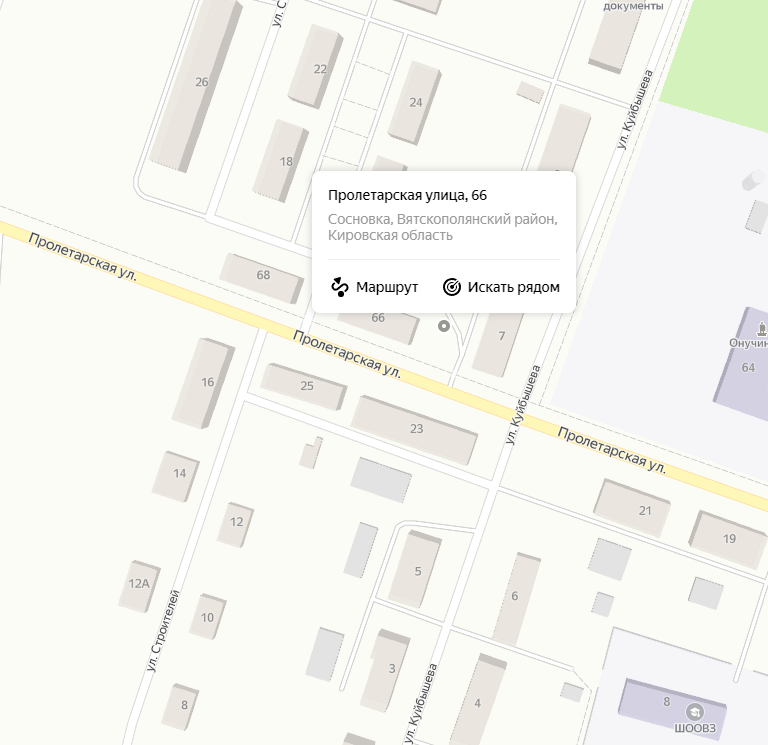 документы
ул. С
26
22
24
ул. Куйбышева
18
Пролетарская улица, 66
Сосновка, Вятскополянский район,
Кировская область
Маршрут
Искать рядом
Пролетарская ул.
68
66
7
Онучин
64
Пролетарская ул.
16
25
23
ул. Куйбышева
Пролетарская ул.
14
12
21
19
12А
10
5
6
ул. Строителей
3
4
8
8
ШООВЗ
ул. Куйбышева